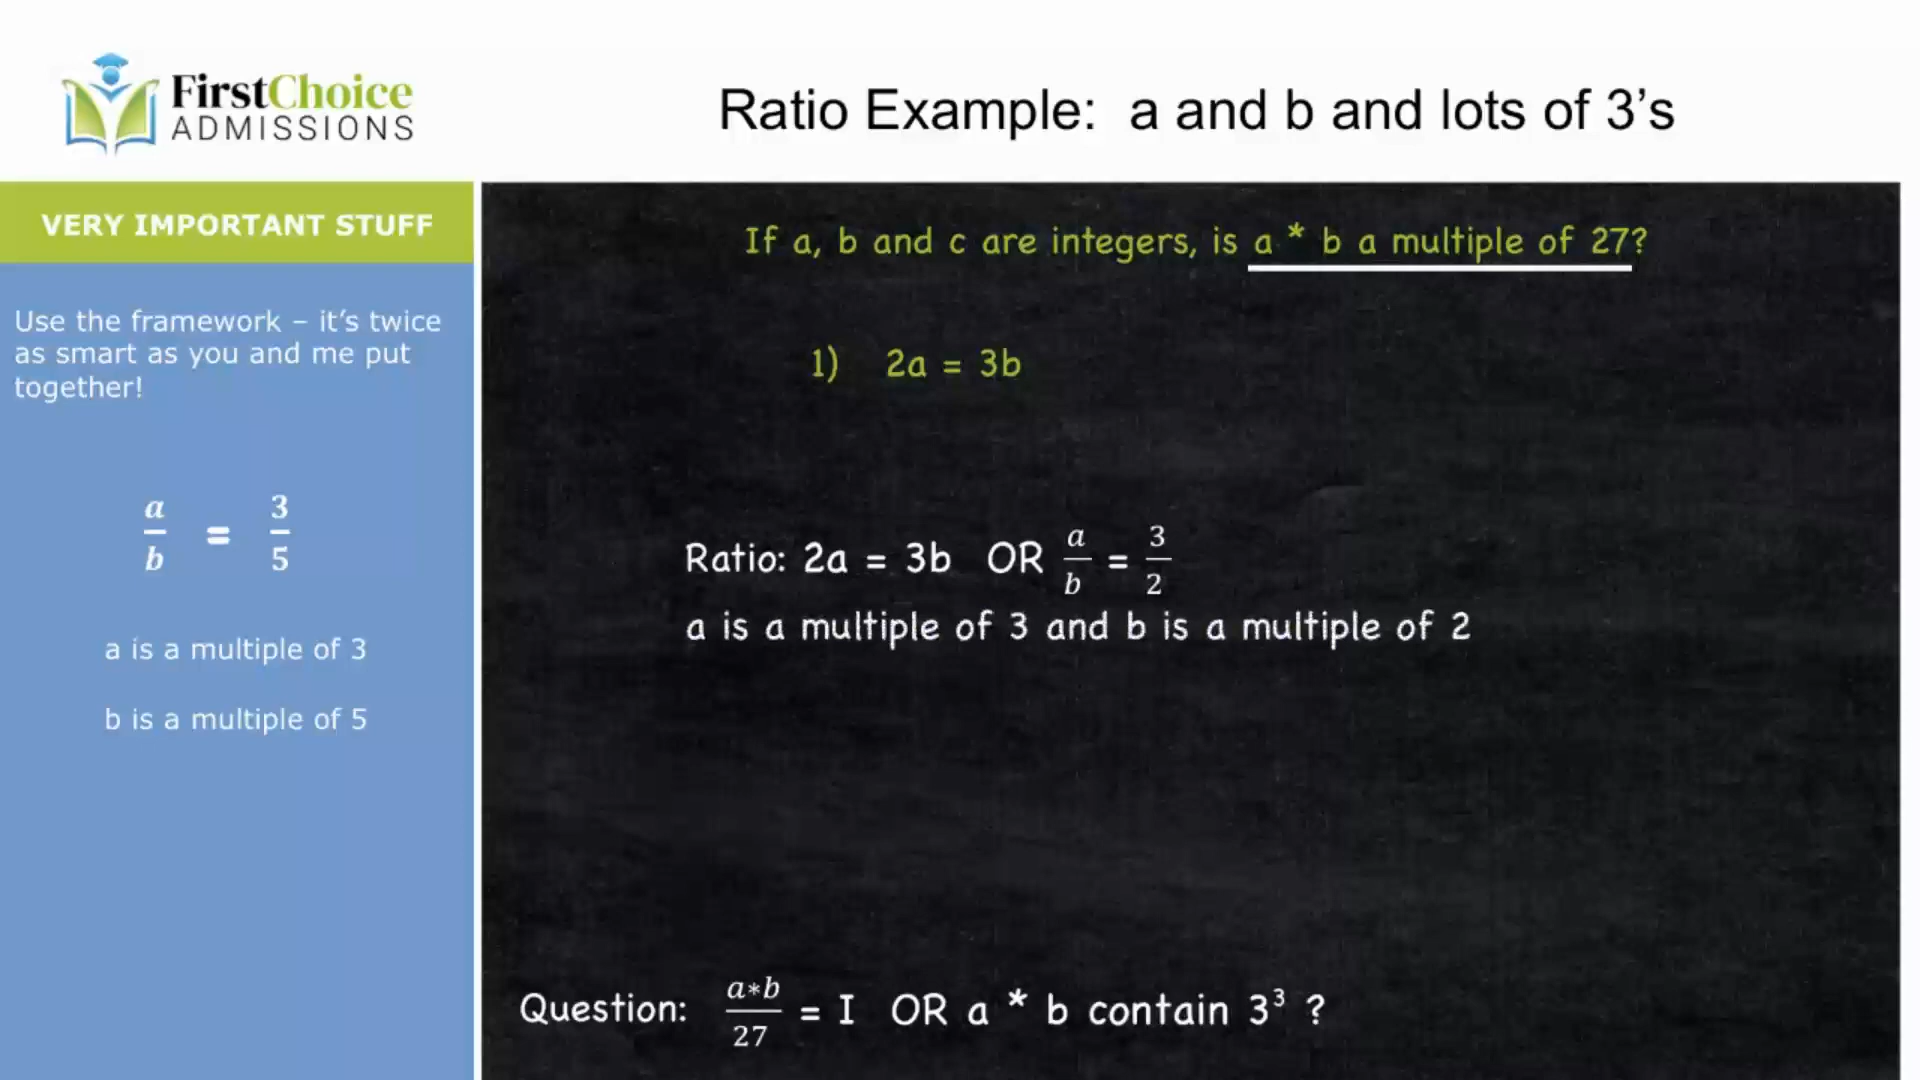 FirstChoice
ADMISSIONS
Ratio Example: a and b and lots of 3’s
VERY IMPORTANT STUFF
Use the framework – it’s twice
as smart as you and me put
together!
a/b = 3/5
a is a multiple of 3
b is a multiple of 5
If a, b and c are integers, is a * b a multiple of 27?
1) 2a = 3b
Ratio: 2a = 3b OR a/b = 3/2
a is a multiple of 3 and b is a multiple of 2
Question: a*b/27 = I OR a * b contain 3³ ?